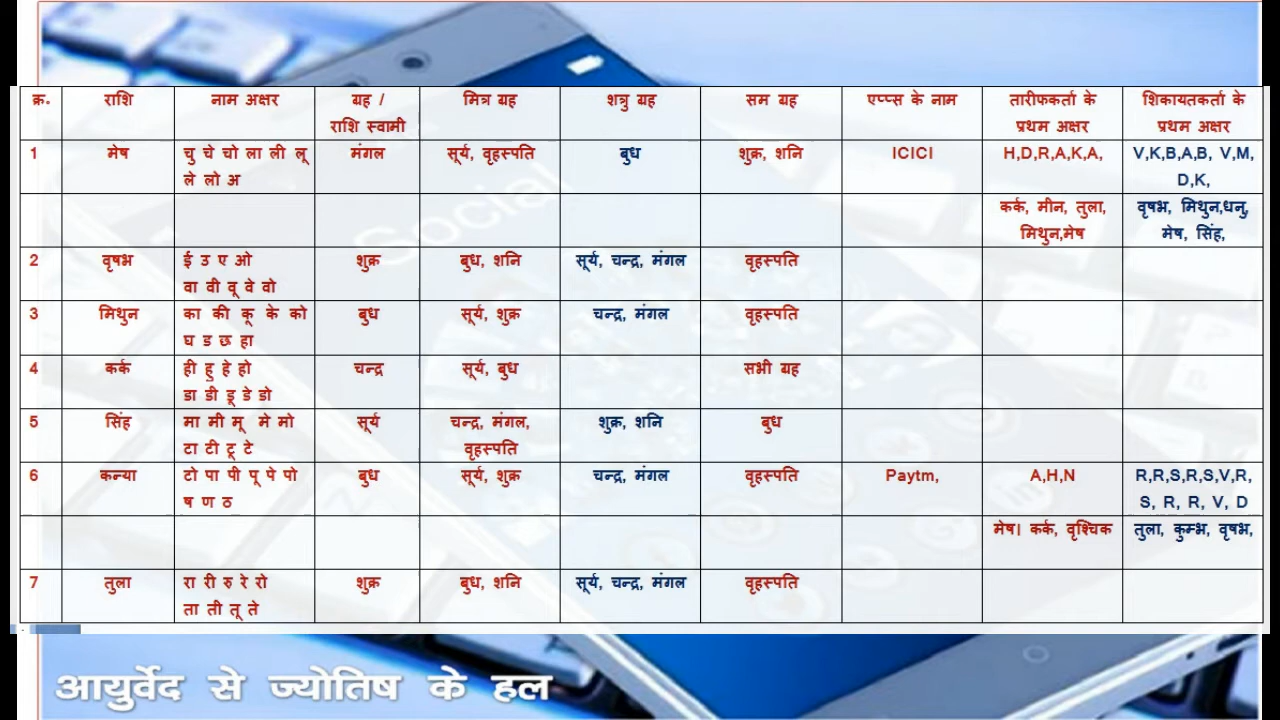 क्र. राशि नाम अक्षर ग्रह / राशि स्वामी मित्र ग्रह शत्रु ग्रह सम ग्रह एप्प्स के नाम तारीफकर्ता के प्रथम अक्षर शिकायतकर्ता के प्रथम अक्षर
1 मेष चु चे चो ला ली लू ले लो अ मंगल सूर्य, वृहस्पति बुध शुक्र, शनि ICICI H,D,R,A,K,A, V,K,B,A,B, V,M, D,K,
कर्क, मीन, तुला, मिथुन,मेष वृषभ, मिथुन,धनु, मेष, सिंह,
2 वृषभ ई उ ए ओ वा वी वू वे वो शुक्र बुध, शनि सूर्य, चन्द्र, मंगल वृहस्पति
3 मिथुन का की कू के को घ ड छ हा बुध सूर्य, शुक्र चन्द्र, मंगल वृहस्पति
4 कर्क ही हु हे हो डा डी डू डे डो चन्द्र सूर्य, बुध सभी ग्रह
5 सिंह मा मी मू मे मो टा टी टू टे सूर्य चन्द्र, मंगल, वृहस्पति शुक्र, शनि बुध
6 कन्या टो पा पी पू पे पो ष ण ठ बुध सूर्य, शुक्र चन्द्र, मंगल वृहस्पति Paytm, A,H,N R,R,S,R,S,V,R, S, R, R, V, D
मेष। कर्क, वृश्चिक तुला, कुम्भ, वृषभ,
7 तुला रा री रु रे रो ता ती तू ते शुक्र बुध, शनि सूर्य, चन्द्र, मंगल वृहस्पति
Social
आयुर्वेद से ज्योतिष के हल